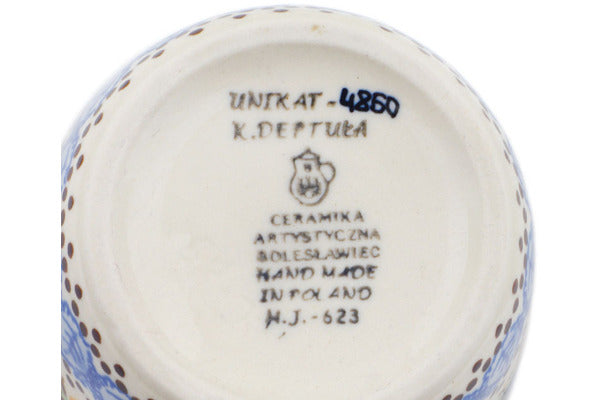 UNIKAT-4860
K.DEPTUŁA
CERAMIKA
ARTYSTYCZNA
BOLESŁAWIEC
HAND MADE
IN POLAND
M.J.-623